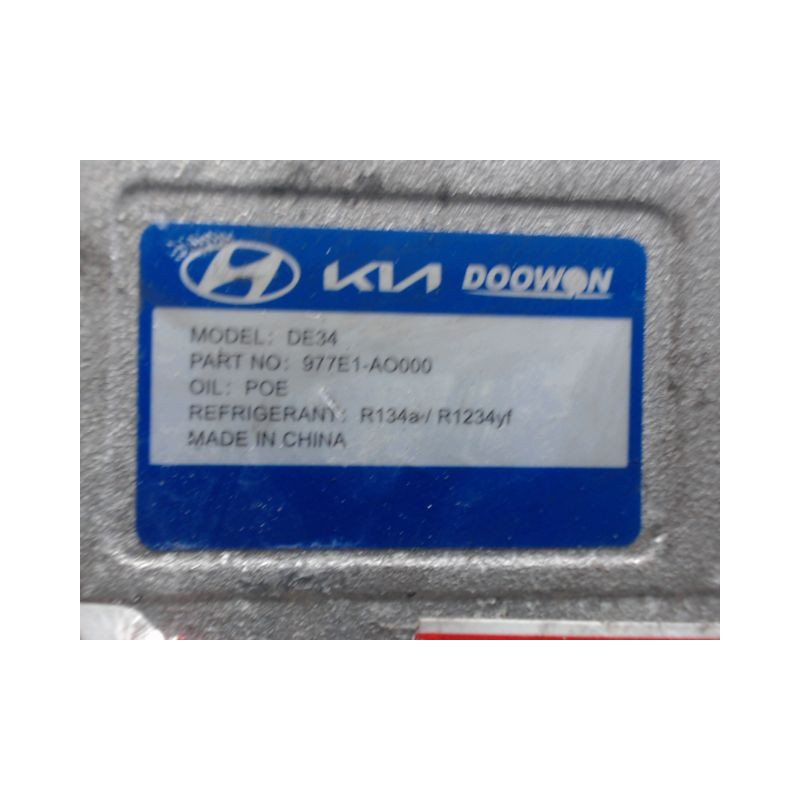 KIA DOOWON
MODEL: DE34
PART NO: 977E1-AO000
OIL: POE
REFRIGERANT: R134a-/ R1234yf
MADE IN CHINA